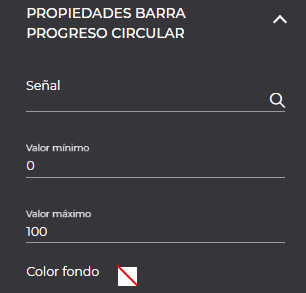 PROPIEDADES BARRA
PROGRESO CIRCULAR
Señal
Valor mínimo
0
Valor máximo
100
Color fondo